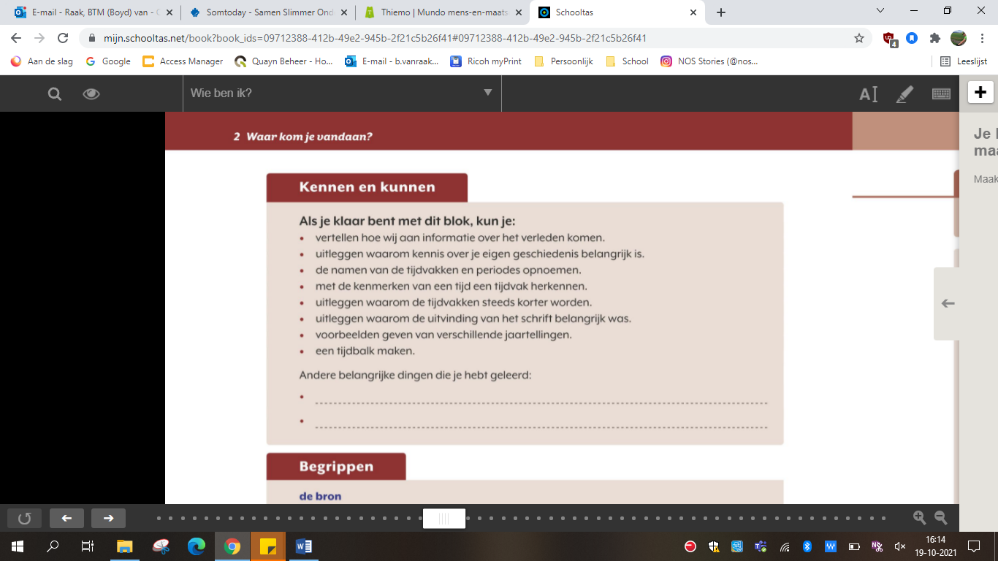 E-mail - Raak, BTM (Boyd) van -
Somtoday - Samen Slimmer Ond
Thiemo | Mundo mens-en-maats
Schooltas
mijn.schooltas.net/book?book_ids=09712388-412b-49e2-945b-2f21c5b26f41#09712388-412b-49e2-945b-2f21c5b26f41
4
Aan de slag
Google
Access Manager
Quayn Beheer - Ho...
E-mail - b.vanraak...
Ricoh myPrint
Persoonlijk
School
NOS Stories (@nos...
Leeslijst
Wie ben ik?
2 Waar kom je vandaan?
Je
maa
Maak
Kennen en kunnen
Als je klaar bent met dit blok, kun je:
• vertellen hoe wij aan informatie over het verleden komen.
• uitleggen waarom kennis over je eigen geschiedenis belangrijk is.
• de namen van de tijdvakken en periodes opnoemen.
• met de kenmerken van een tijd een tijdvak herkennen.
• uitleggen waarom de tijdvakken steeds korter worden.
• uitleggen waarom de uitvinding van het schrift belangrijk was.
• voorbeelden geven van verschillende jaartellingen.
• een tijdbalk maken.
Andere belangrijke dingen die je hebt geleerd:
Begrippen
de bron
16:14
19-10-2021